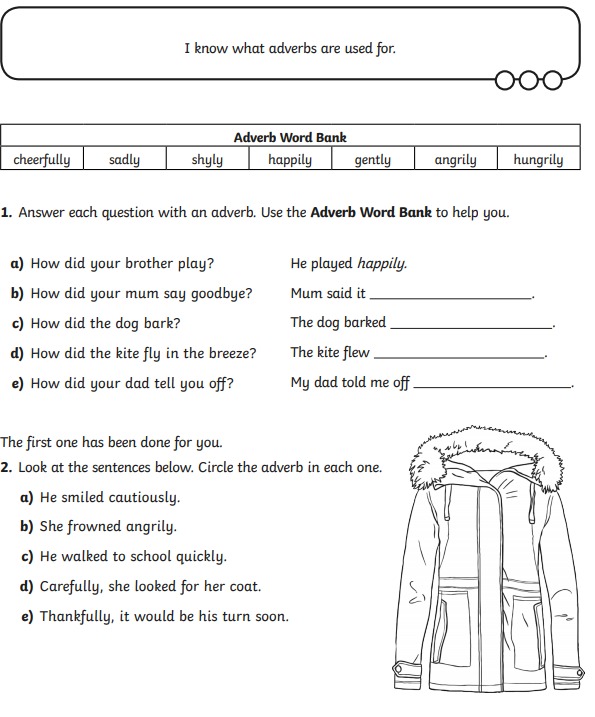 I know what adverbs are used for.
Adverb Word Bank
cheerfully sadly shyly happily gently angrily hungrily
1. Answer each question with an adverb. Use the Adverb Word Bank to help you.
a) How did your brother play? He played happily.
b) How did your mum say goodbye? Mum said it ______________________.
c) How did the dog bark? The dog barked ______________________.
d) How did the kite fly in the breeze? The kite flew ______________________.
e) How did your dad tell you off? My dad told me off ______________________.
The first one has been done for you.
2. Look at the sentences below. Circle the adverb in each one.
a) He smiled cautiously.
b) She frowned angrily.
c) He walked to school quickly.
d) Carefully, she looked for her coat.
e) Thankfully, it would be his turn soon.